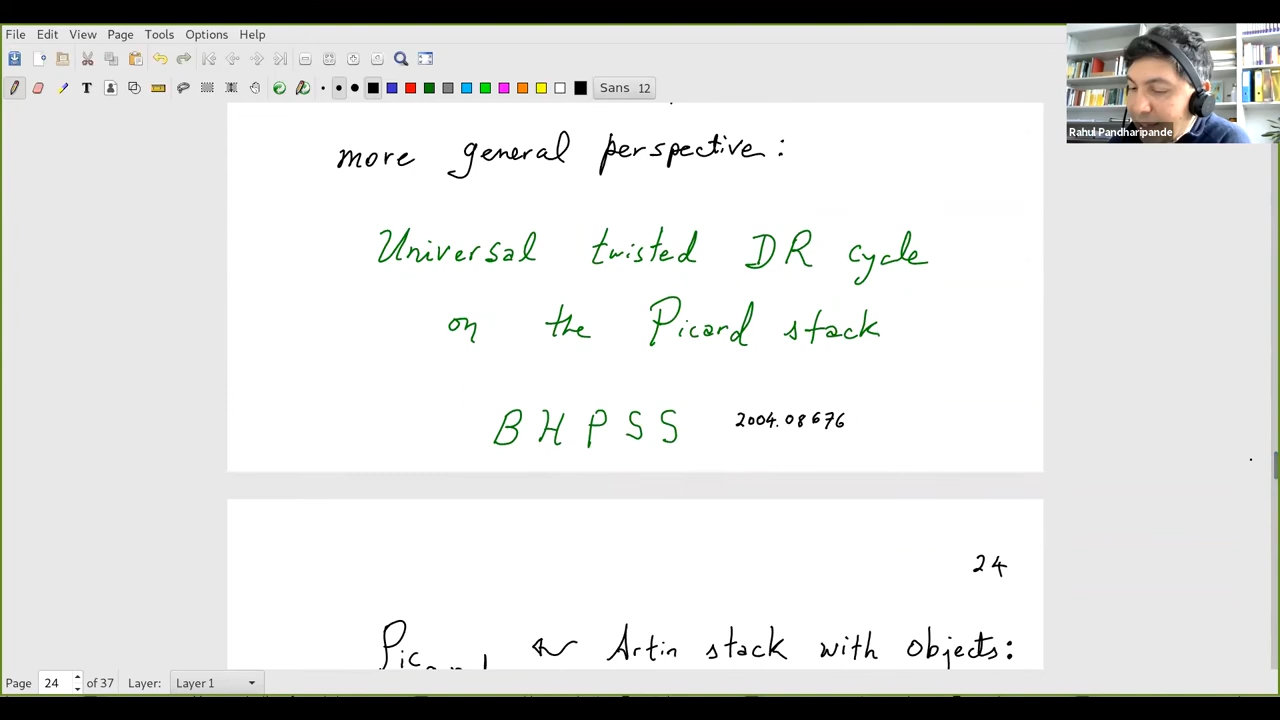 File Edit View Page Tools Options Help
Sans 12
Rahul Pandharipande
more general perspective:
Universal twisted DR cycle
on the Picard stack
BHPSS 2004.08676
24
Artin stack with objects:
Page 24 of 37 Layer: Layer 1